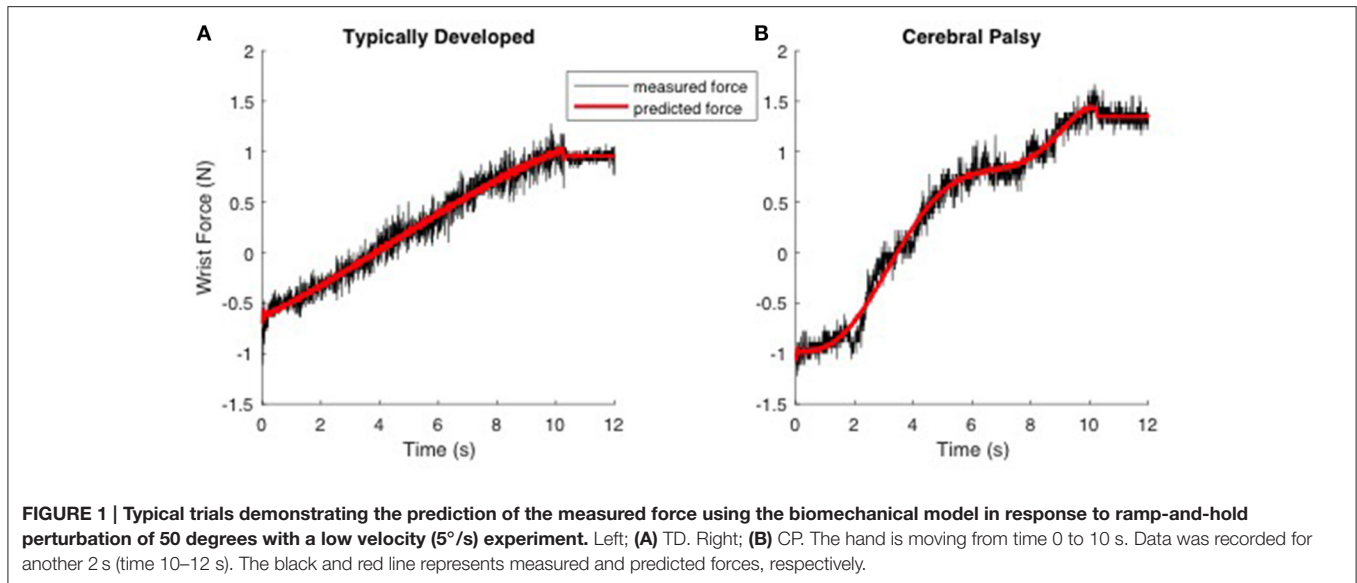 A
Typically Developed
B
Cerebral Palsy
measured force
predicted force
2
1.5
1
0.5
0
-0.5
-1
-1.5
Wrist Force (N)
0 2 4 6 8 10 12
Time (s)
2
1.5
1
0.5
0
-0.5
-1
-1.5
0 2 4 6 8 10 12
Time (s)
FIGURE 1 | Typical trials demonstrating the prediction of the measured force using the biomechanical model in response to ramp-and-hold
perturbation of 50 degrees with a low velocity (5°/s) experiment. Left; (A) TD. Right; (B) CP. The hand is moving from time 0 to 10 s. Data was recorded for
another 2 s (time 10–12 s). The black and red line represents measured and predicted forces, respectively.